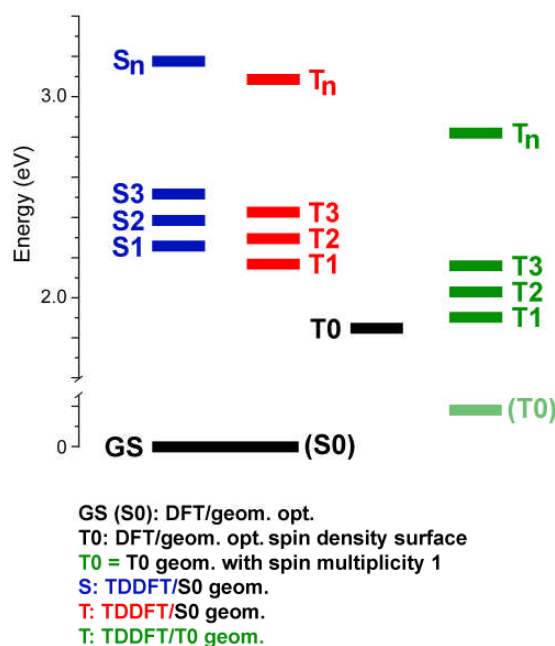 Sn
3.0
Tn
Tn
Energy (eV)
S3
S2
S1
T3
T2
T1
T3
T2
T1
2.0
T0
(T0)
0
GS
(S0)
GS (S0): DFT/geom. opt.
T0: DFT/geom. opt. spin density surface
T0 = T0 geom. with spin multiplicity 1
S: TDDFT/S0 geom.
T: TDDFT/S0 geom.
T: TDDFT/T0 geom.